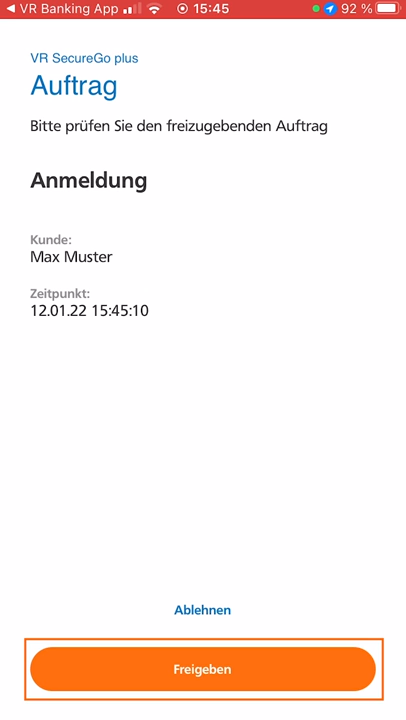 ◀ VR Banking App 15:45 92 %
VR SecureGo plus
Auftrag
Bitte prüfen Sie den freizugebenden Auftrag
Anmeldung
Kunde:
Max Muster
Zeitpunkt:
12.01.22 15:45:10
Ablehnen
Freigeben